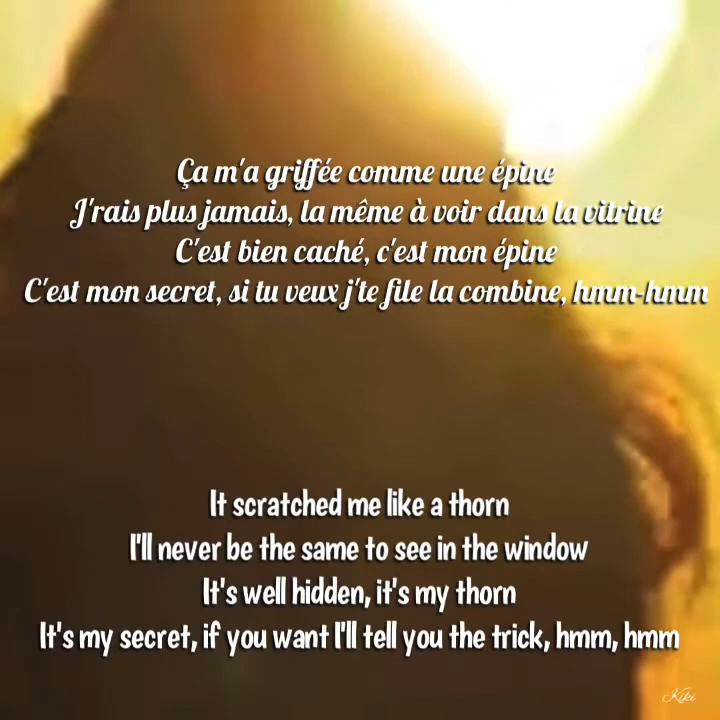 Ça m'a griffée comme une épine
J'rais plus jamais, la même à voir dans la vitrine
C'est bien caché, c'est mon épine
C'est mon secret, si tu veux j'te file la combine, hmm-hmm
It scratched me like a thorn
I'll never be the same to see in the window
It's well hidden, it's my thorn
It's my secret, if you want I'll tell you the trick, hmm, hmm
Kiki